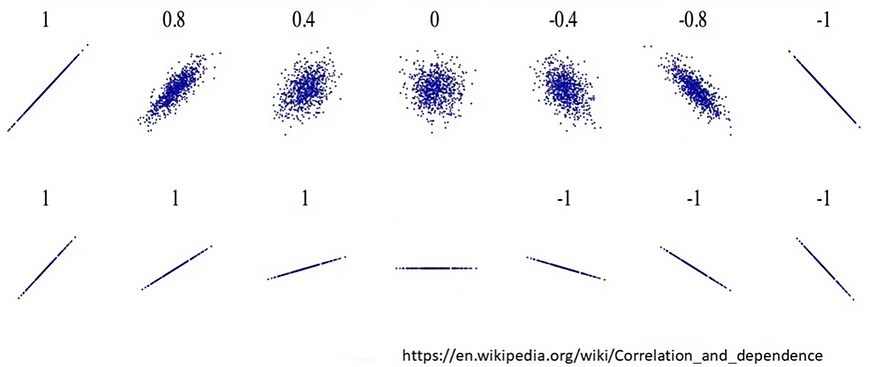 1 0.8 0.4 0 -0.4 -0.8 -1
1 1 1 -1 -1 -1
https://en.wikipedia.org/wiki/Correlation_and_dependence